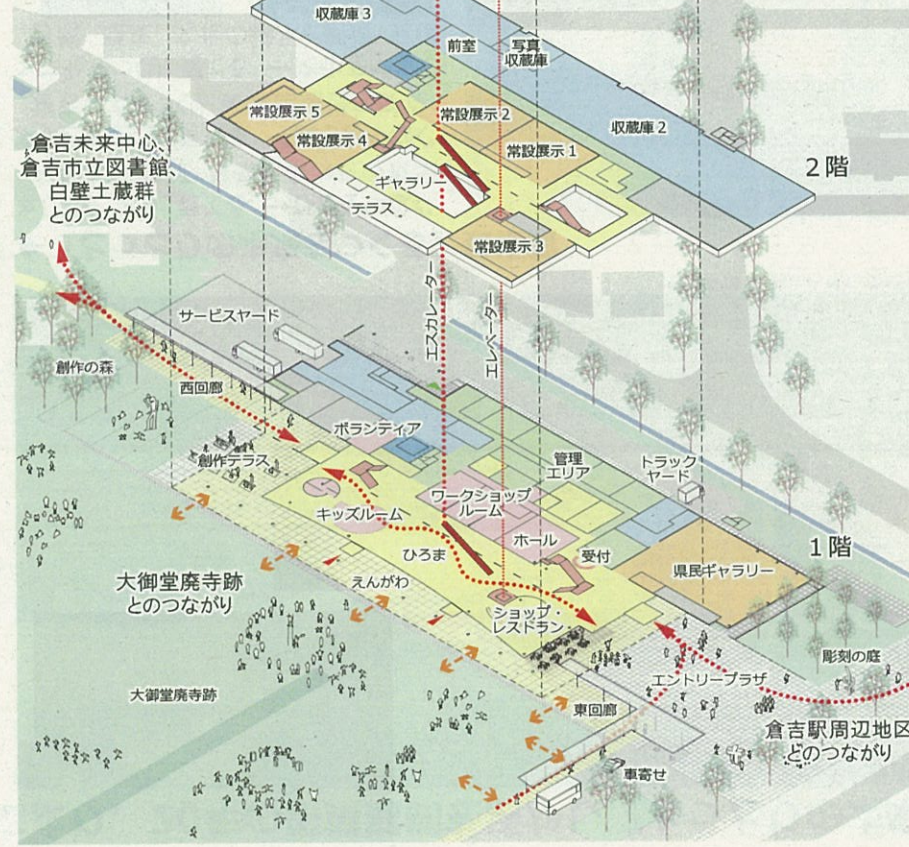 収蔵庫3
前室
写真
収蔵庫
常設展示5
常設展示2
収蔵庫2
常設展示4
常設展示1
倉吉未来中心、
倉吉市立図書館、
白壁土蔵群
とのつながり
2階
ギャラリー
テラス
常設展示3
エスカレーター
エレベーター
サービスヤード
創作の森
西回廊
ボランティア
創作テラス
管理
エリア
トラック
ヤード
ワークショップ
ルーム
キッズルーム
ホール
1階
ひろま
受付
県民ギャラリー
大御堂廃寺跡
とのつながり
えんがわ
ショップ・
レストラン
彫刻の庭
エントリープラザ
大御堂廃寺跡
東回廊
倉吉駅周辺地区
とのつながり
車寄せ